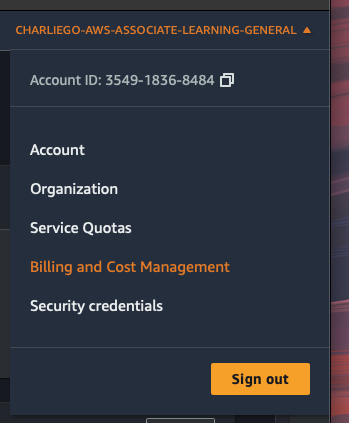 CHARLIEGO-AWS-ASSOCIATE-LEARNING-GENERAL
Account ID: 3549-1836-8484
Account
Organization
Service Quotas
Billing and Cost Management
Security credentials
Sign out